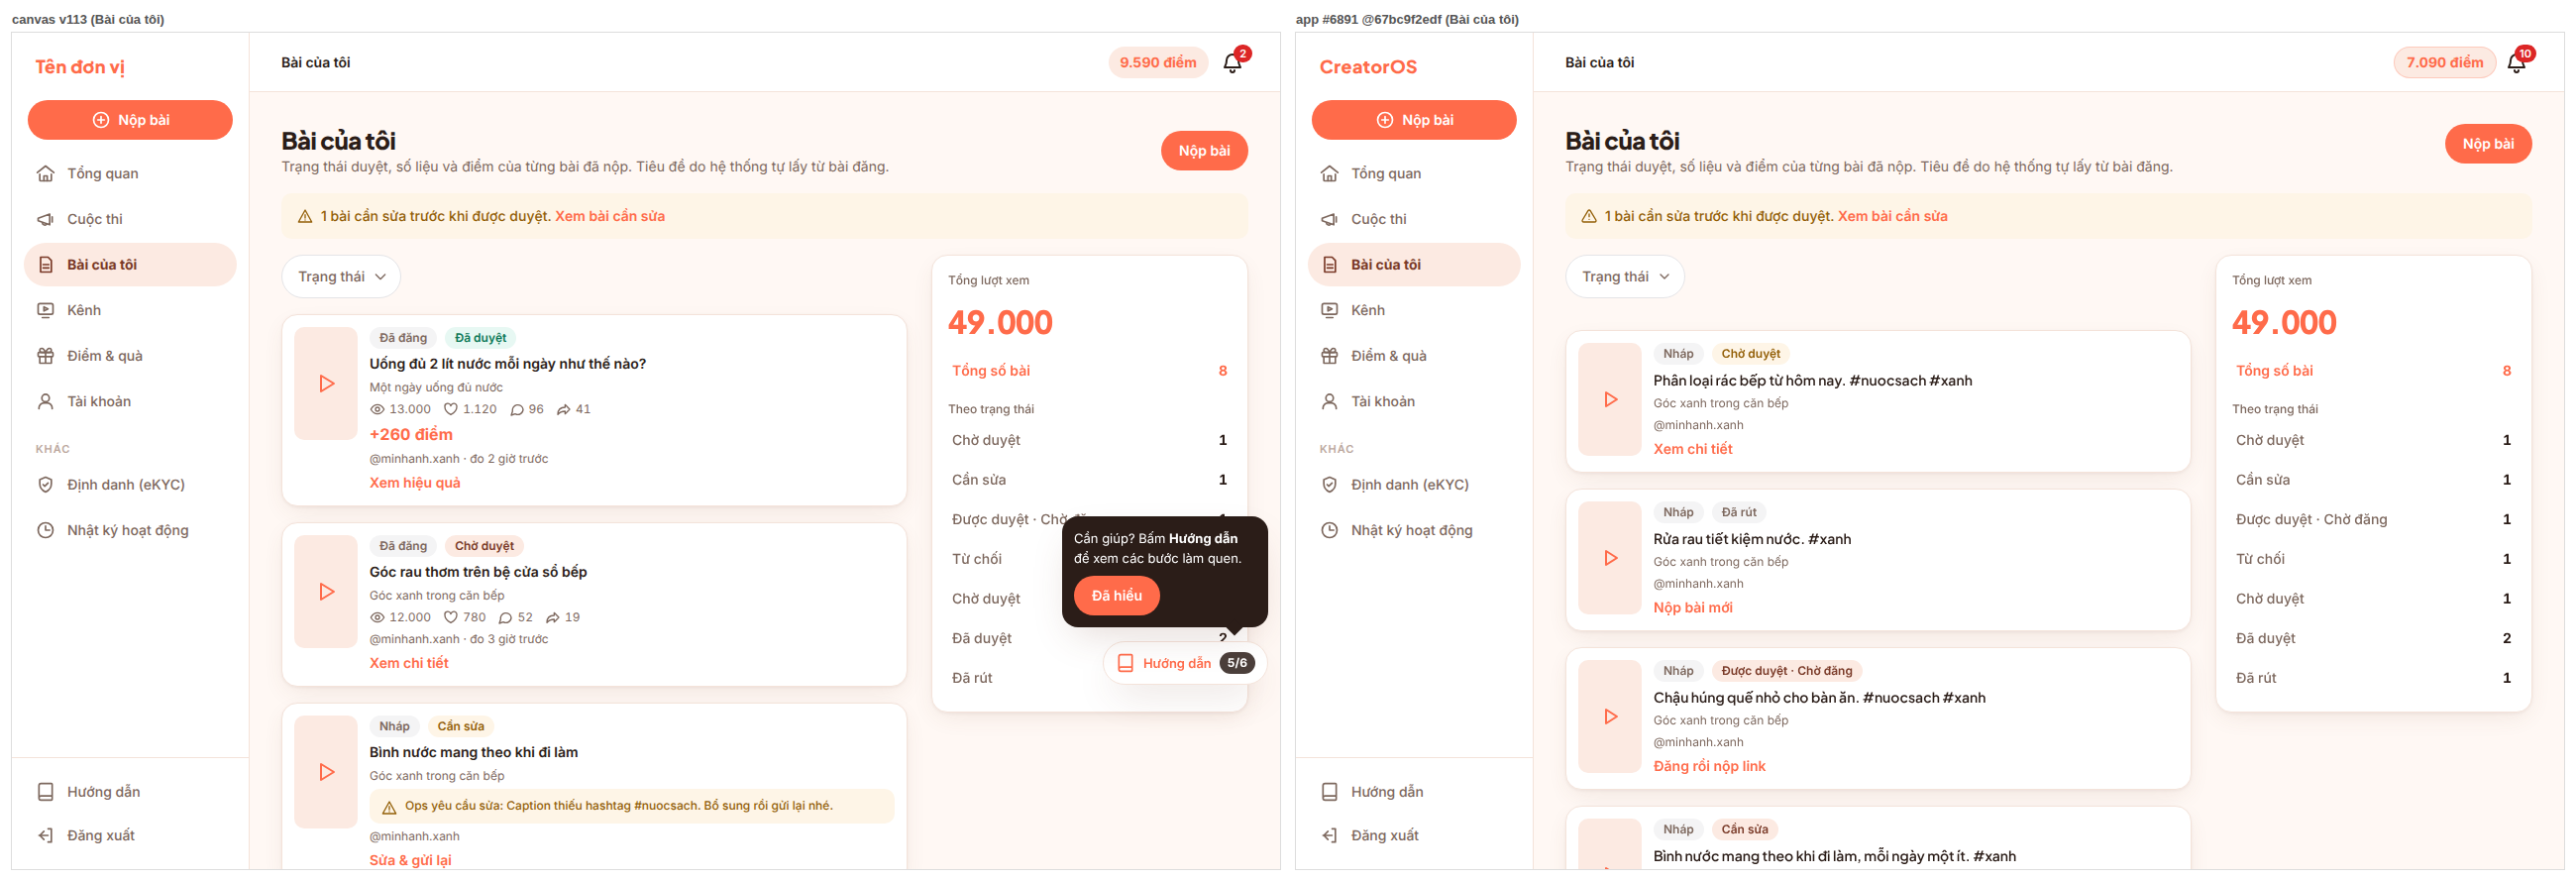 canvas v113 (Bài của tôi)
Tên đơn vị
Nộp bài
Tổng quan
Cuộc thi
Bài của tôi
Kênh
Điểm & quà
Tài khoản
KHÁC
Định danh (eKYC)
Nhật ký hoạt động
Hướng dẫn
Đăng xuất
Bài của tôi
9.590 điểm
2
Bài của tôi
Trạng thái duyệt, số liệu và điểm của từng bài đã nộp. Tiêu đề do hệ thống tự lấy từ bài đăng.
Nộp bài
1 bài cần sửa trước khi được duyệt. Xem bài cần sửa
Trạng thái
Đã đăng Đã duyệt
Uống đủ 2 lít nước mỗi ngày như thế nào?
Một ngày uống đủ nước
13.000 1.120 96 41
+260 điểm
@minhanh.xanh · đo 2 giờ trước
Xem hiệu quả
Đã đăng Chờ duyệt
Góc rau thơm trên bệ cửa sổ bếp
Góc xanh trong căn bếp
12.000 780 52 19
@minhanh.xanh · đo 3 giờ trước
Xem chi tiết
Nháp Cần sửa
Bình nước mang theo khi đi làm
Góc xanh trong căn bếp
Ops yêu cầu sửa: Caption thiếu hashtag #nuocsach. Bổ sung rồi gửi lại nhé.
@minhanh.xanh
Sửa & gửi lại
Tổng lượt xem
49.000
Tổng số bài 8
Theo trạng thái
Chờ duyệt 1
Cần sửa 1
Được duyệt · Chờ
Từ chối
Chờ duyệt
Đã duyệt 2
Đã rút
Cần giúp? Bấm Hướng dẫn
để xem các bước làm quen.
Đã hiểu
Hướng dẫn 5/6
app #6891 @67bc9f2edf (Bài của tôi)
CreatorOS
Nộp bài
Tổng quan
Cuộc thi
Bài của tôi
Kênh
Điểm & quà
Tài khoản
KHÁC
Định danh (eKYC)
Nhật ký hoạt động
Hướng dẫn
Đăng xuất
Bài của tôi
7.090 điểm
10
Bài của tôi
Trạng thái duyệt, số liệu và điểm của từng bài đã nộp. Tiêu đề do hệ thống tự lấy từ bài đăng.
Nộp bài
1 bài cần sửa trước khi được duyệt. Xem bài cần sửa
Trạng thái
Nháp Chờ duyệt
Phân loại rác bếp từ hôm nay. #nuocsach #xanh
Góc xanh trong căn bếp
@minhanh.xanh
Xem chi tiết
Nháp Đã rút
Rửa rau tiết kiệm nước. #xanh
Góc xanh trong căn bếp
@minhanh.xanh
Nộp bài mới
Nháp Được duyệt · Chờ đăng
Chậu húng quế nhỏ cho bàn ăn. #nuocsach #xanh
Góc xanh trong căn bếp
@minhanh.xanh
Đăng rồi nộp link
Nháp Cần sửa
Bình nước mang theo khi đi làm, mỗi ngày một ít. #xanh
Tổng lượt xem
49.000
Tổng số bài 8
Theo trạng thái
Chờ duyệt 1
Cần sửa 1
Được duyệt · Chờ đăng 1
Từ chối 1
Chờ duyệt 1
Đã duyệt 2
Đã rút 1